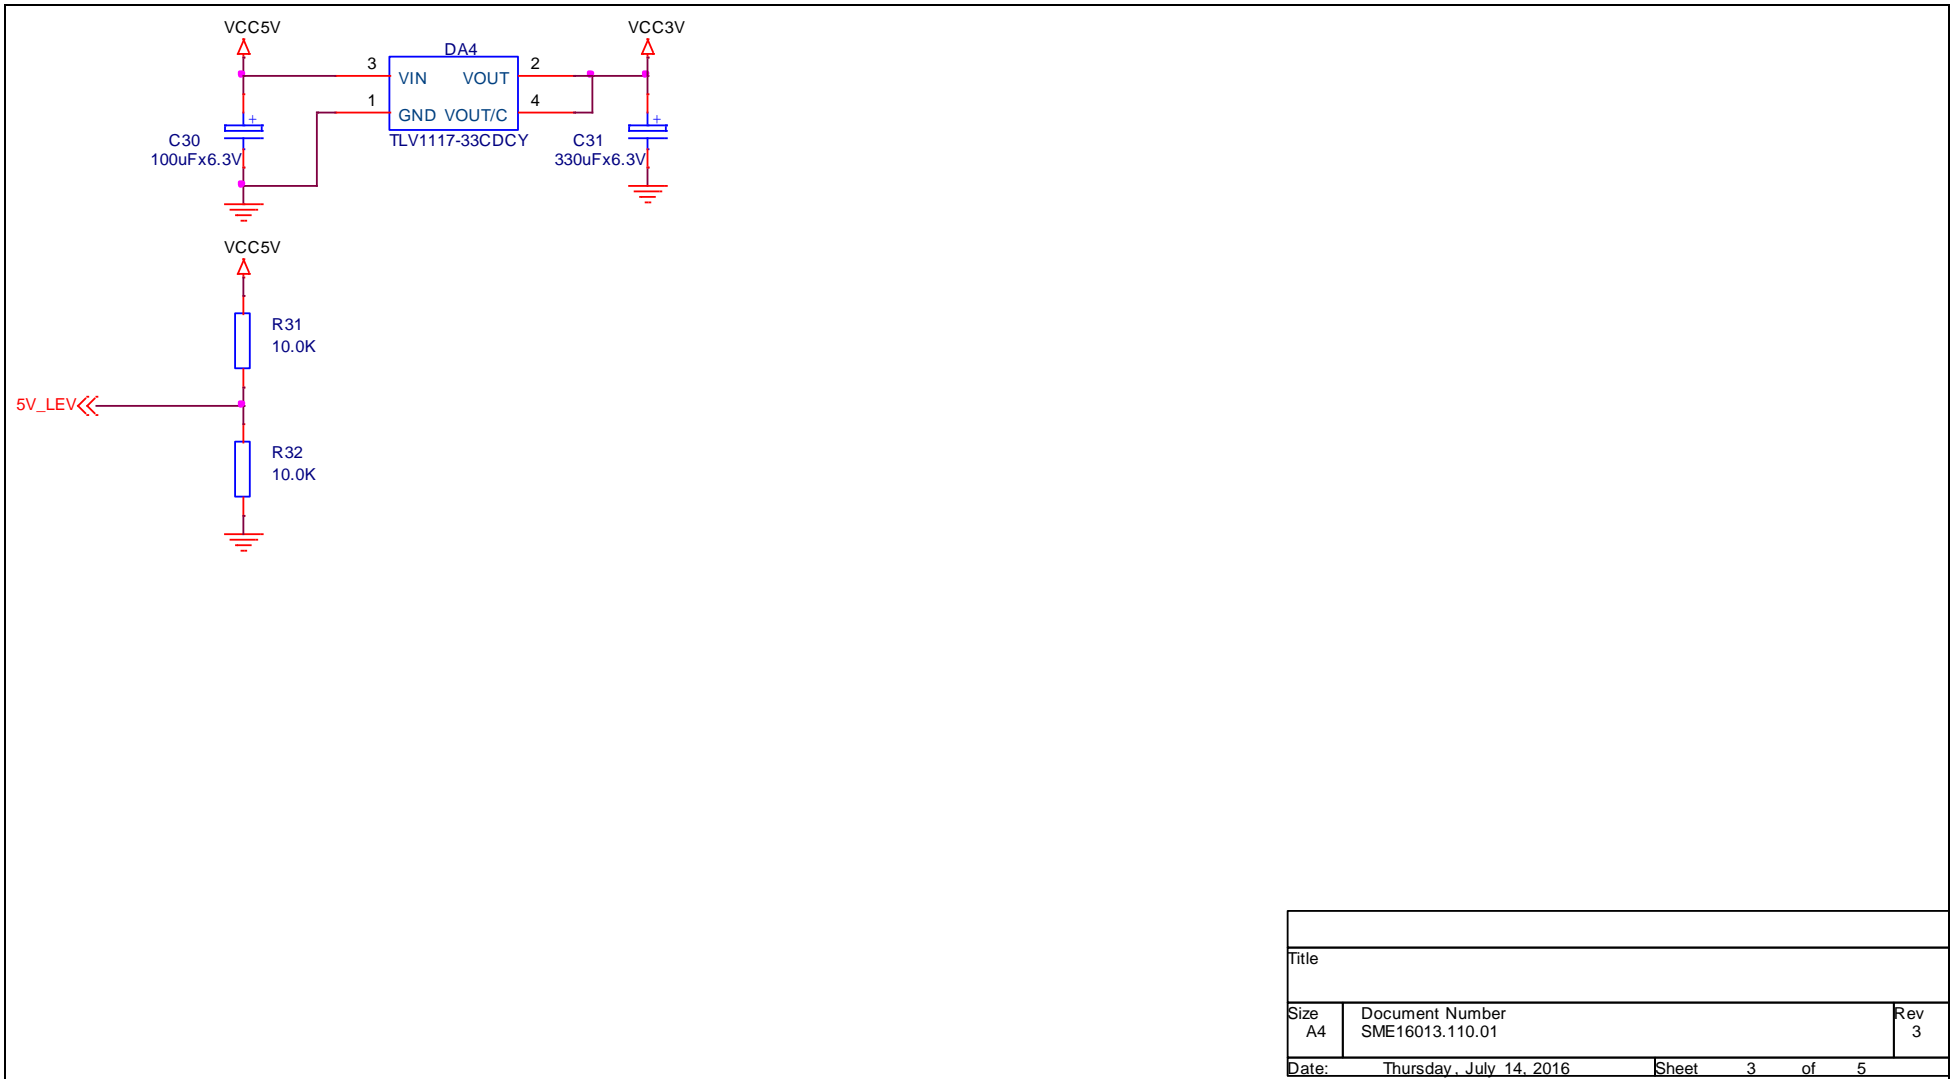 VCC5V
VCC3V
DA4
3
2
VIN
VOUT
1
4
GND
VOUT/C
+
+
C30
TLV1117-33CDCY
C31
100uFx6.3V
330uFx6.3V
VCC5V
R31
10.0K
5V_LEV
R32
10.0K
Title
Size
Document Number
Rev
A4
SME16013.110.01
3
Date:
Thursday, July 14, 2016
Sheet
3
of
5